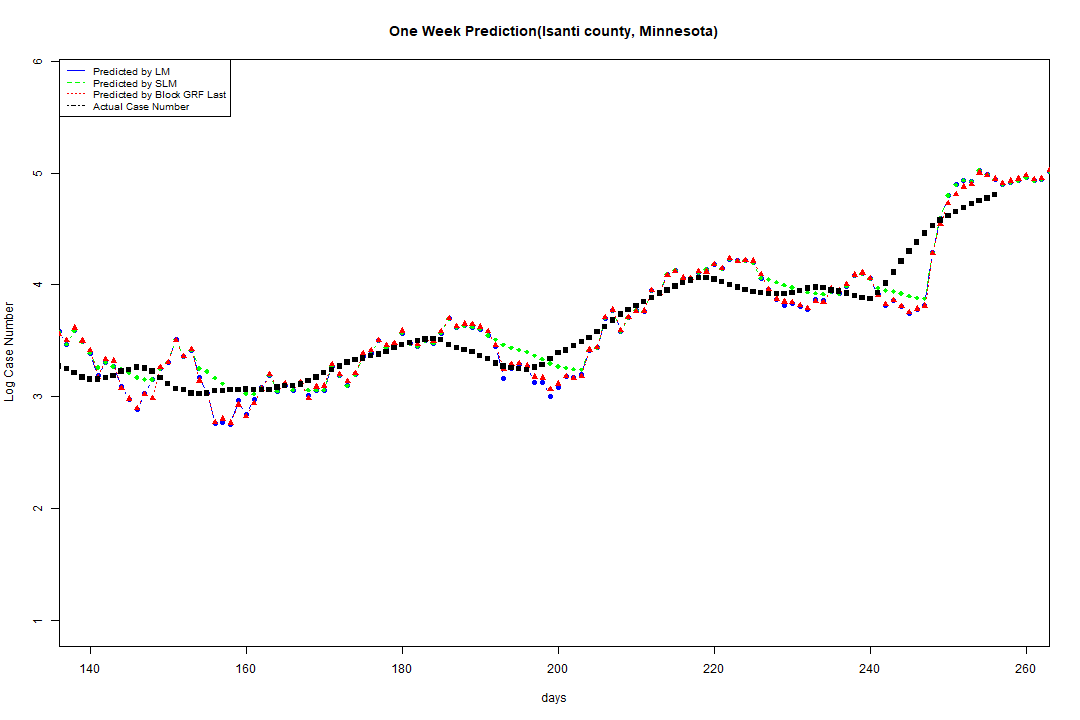 One Week Prediction(Isanti county, Minnesota)
Predicted by LM
Predicted by SLM
Predicted by Block GRF Last
Actual Case Number
6
5
4
3
2
1
Log Case Number
140 160 180 200 220 240 260
days